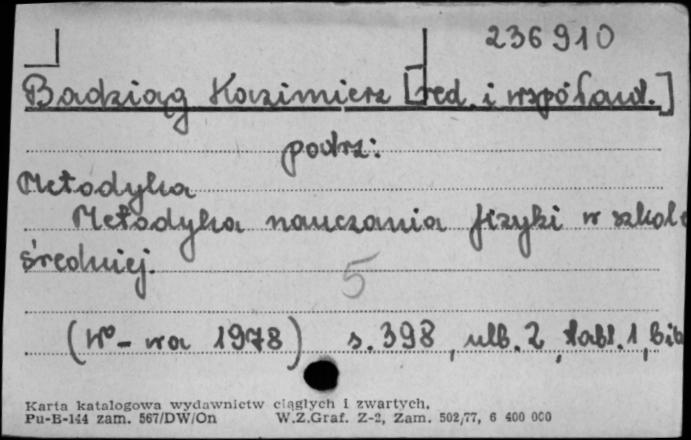 236910
Badziąg Kazimierz [red. i współaut.]
podrz:
Metodyka
Metodyka nauczania fizyki w szkole
średniej.
5
(W-wa 1978) s. 398, nlb. 2, tabl. 1, Bib
Karta katalogowa wydawnictw ciągłych i zwartych,
Pu-B-144 zam. 567/DW/On W.Z.Graf. Z-2, Zam. 502/77, 6 400 000